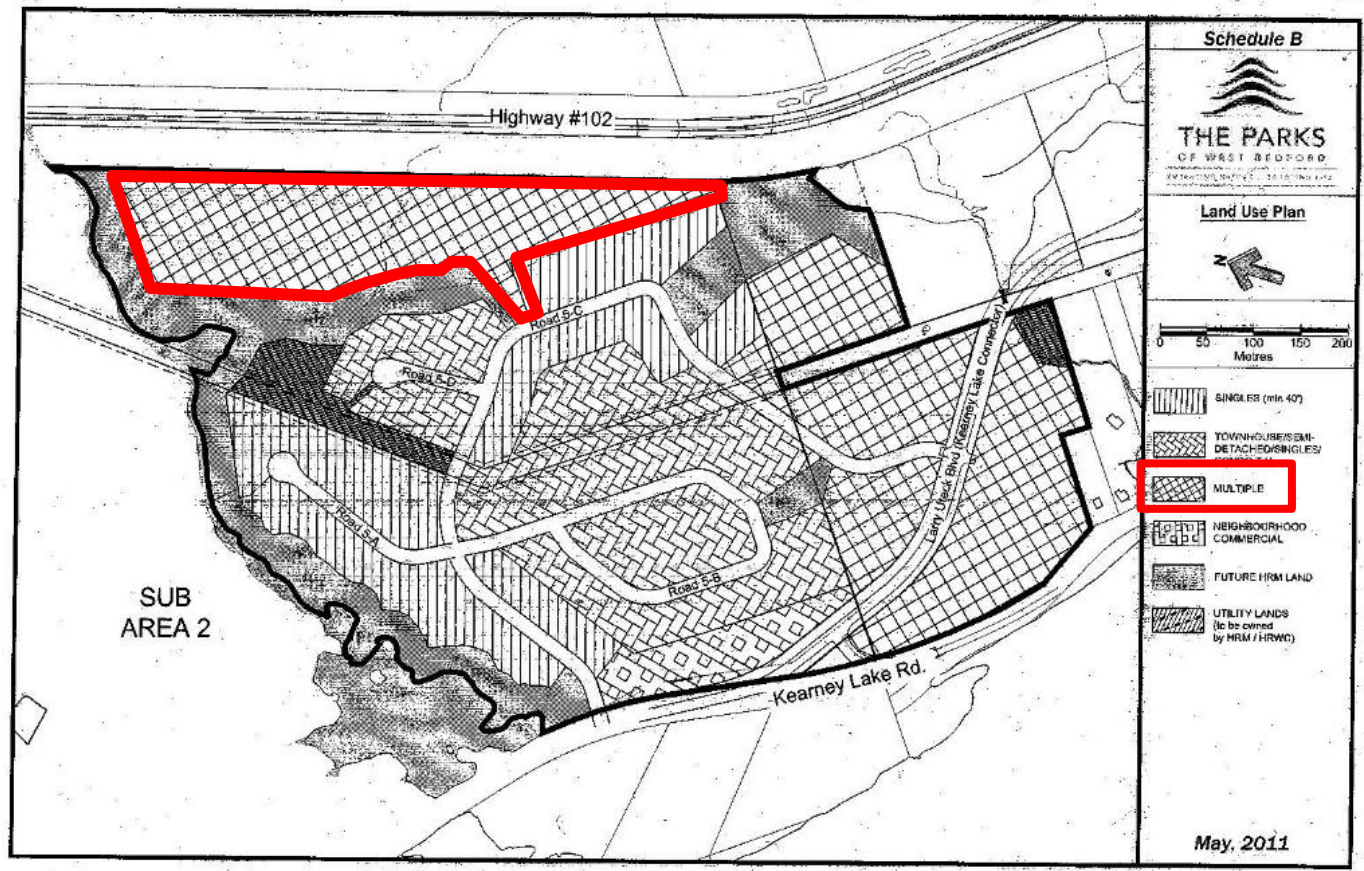 Schedule B
THE PARKS
OF WEST BEDFORD
Land Use Plan
N
0 50 100 150 200
Metres
SINGLES (min 40')
TOWNHOUSE/SEMI-
DETACHED/SINGLES/
MULTIPLE
NEIGHBOURHOOD
COMMERCIAL
FUTURE HRM LAND
UTILITY LANDS
(to be owned
by HRM / HRWC)
May, 2011
Highway #102
Road 5-C
Road 5-D
Larry Uteck Blvd (Kearney Lake Connector)
Road 5-A
Road 5-B
SUB
AREA 2
Kearney Lake Rd.